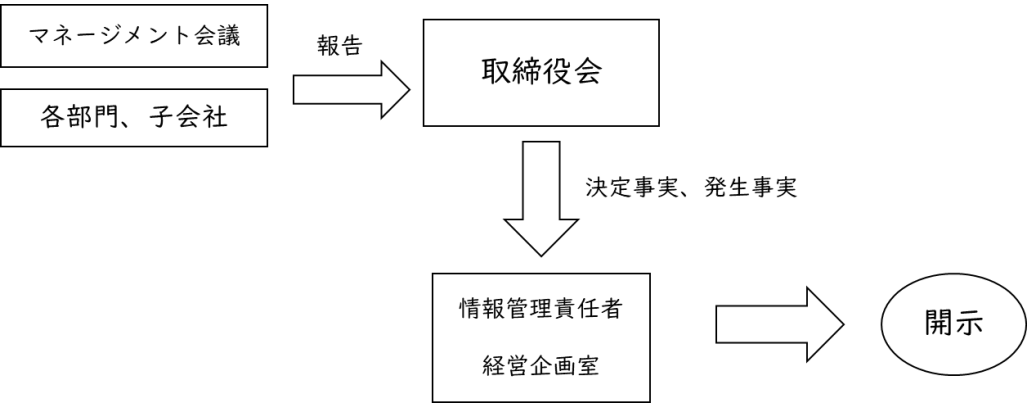 マネージメント会議
報告
取締役会
各部門、子会社
決定事実、発生事実
情報管理責任者
経営企画室
開示